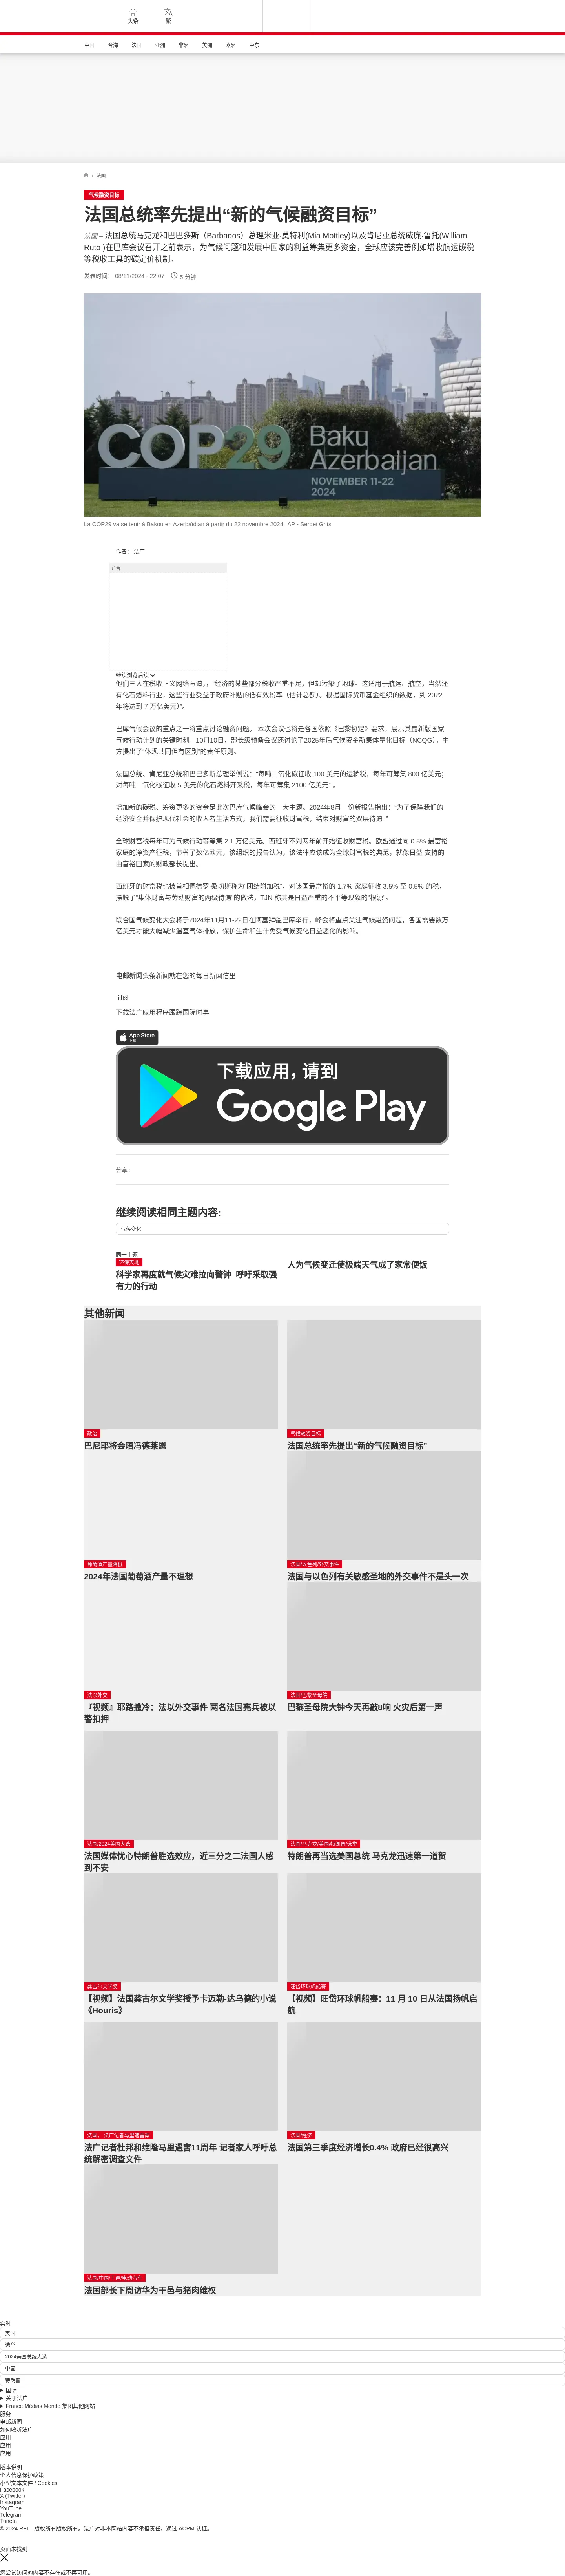 头条
繁
中国
台海
法国
亚洲
非洲
美洲
欧洲
中东
/ 法国
气候融资目标
法国总统率先提出“新的气候融资目标”
法国 – 法国总统马克龙和巴巴多斯（Barbados）总理米亚·莫特利(Mia Mottley)以及肯尼亚总统威廉·鲁托(William
Ruto )在巴库会议召开之前表示，为气候问题和发展中国家的利益筹集更多资金，全球应该完善例如增收航运碳税
等税收工具的碳定价机制。
发表时间： 08/11/2024 - 22:07
5 分钟
COP29
Baku
Azerbaijan
NOVEMBER 11-22
2024
La COP29 va se tenir à Bakou en Azerbaïdjan à partir du 22 novembre 2024. AP - Sergei Grits
作者： 法广
广告
继续浏览后续
他们三人在税收正义网络写道,，“经济的某些部分税收严重不足，但却污染了地球。这适用于航运、航空，当然还
有化石燃料行业，这些行业受益于政府补贴的低有效税率（估计总额）。根据国际货币基金组织的数据，到 2022
年将达到 7 万亿美元）”。
巴库气候会议的重点之一将重点讨论融资问题。 本次会议也将是各国依照《巴黎协定》要求，展示其最新版国家
气候行动计划的关键时刻。10月10日，部长级预备会议还讨论了2025年后气候资金新集体量化目标（NCQG），中
方提出了“体现共同但有区别”的责任原则。
法国总统、肯尼亚总统和巴巴多斯总理举例说：“每吨二氧化碳征收 100 美元的运输税，每年可筹集 800 亿美元；
对每吨二氧化碳征收 5 美元的化石燃料开采税，每年可筹集 2100 亿美元” 。
增加新的碳税、筹资更多的资金是此次巴库气候峰会的一大主题。2024年8月一份新报告指出：“为了保障我们的
经济安全并保护现代社会的收入者生活方式，我们需要征收财富税，结束对财富的双倍待遇。”
全球财富税每年可为气候行动等筹集 2.1 万亿美元。西班牙不到两年前开始征收财富税。欧盟通过向 0.5% 最富裕
家庭的净资产征税，节省了数亿欧元，该组织的报告认为，该法律应该成为全球财富税的典范，就像日益 支持的
由富裕国家的财政部长提出。
西班牙的财富税也被首相佩德罗·桑切斯称为“团结附加税”，对该国最富裕的 1.7% 家庭征收 3.5% 至 0.5% 的税，
摆脱了“集体财富与劳动财富的两级待遇”的做法，TJN 称其是日益严重的不平等现象的“根源”。
联合国气候变化大会将于2024年11月11-22日在阿塞拜疆巴库举行，峰会将重点关注气候融资问题，各国需要数万
亿美元才能大幅减少温室气体排放，保护生命和生计免受气候变化日益恶化的影响。
电邮新闻头条新闻就在您的每日新闻信里
订阅
下载法广应用程序跟踪国际时事
App Store
下载
下载应用，请到
Google Play
分享 :
继续阅读相同主题内容:
气候变化
同一主题
环保天地
科学家再度就气候灾难拉向警钟 呼吁采取强
有力的行动
人为气候变迁使极端天气成了家常便饭
其他新闻
政治
巴尼耶将会晤冯德莱恩
气候融资目标
法国总统率先提出“新的气候融资目标”
葡萄酒产量降低
2024年法国葡萄酒产量不理想
法国/以色列/外交事件
法国与以色列有关敏感圣地的外交事件不是头一次
法以外交
『视频』耶路撒冷：法以外交事件 两名法国宪兵被以
警扣押
法国/巴黎圣母院
巴黎圣母院大钟今天再敲8响 火灾后第一声
法国/2024美国大选
法国媒体忧心特朗普胜选效应，近三分之二法国人感
到不安
法国/马克龙/美国/特朗普/选举
特朗普再当选美国总统 马克龙迅速第一道贺
龚古尔文学奖
【视频】法国龚古尔文学奖授予卡迈勒-达乌德的小说
《Houris》
旺岱环球帆船赛
【视频】旺岱环球帆船赛：11 月 10 日从法国扬帆启
航
法国， 法广记者马里遇害案
法广记者杜邦和维隆马里遇害11周年 记者家人呼吁总
统解密调查文件
法国/经济
法国第三季度经济增长0.4% 政府已经很高兴
法国/中国/干邑/电动汽车
法国部长下周访华为干邑与猪肉维权
实时
美国
选举
2024美国总统大选
中国
特朗普
国际
关于法广
France Médias Monde 集团其他网站
服务
电邮新闻
如何收听法广
应用
应用
应用
版本说明
个人信息保护政策
小型文本文件 / Cookies
Facebook
X (Twitter)
Instagram
YouTube
Telegram
TuneIn
© 2024 RFI – 版权所有版权所有。法广对非本网站内容不承担责任。通过 ACPM 认证。
页面未找到
您尝试访问的内容不存在或不再可用。